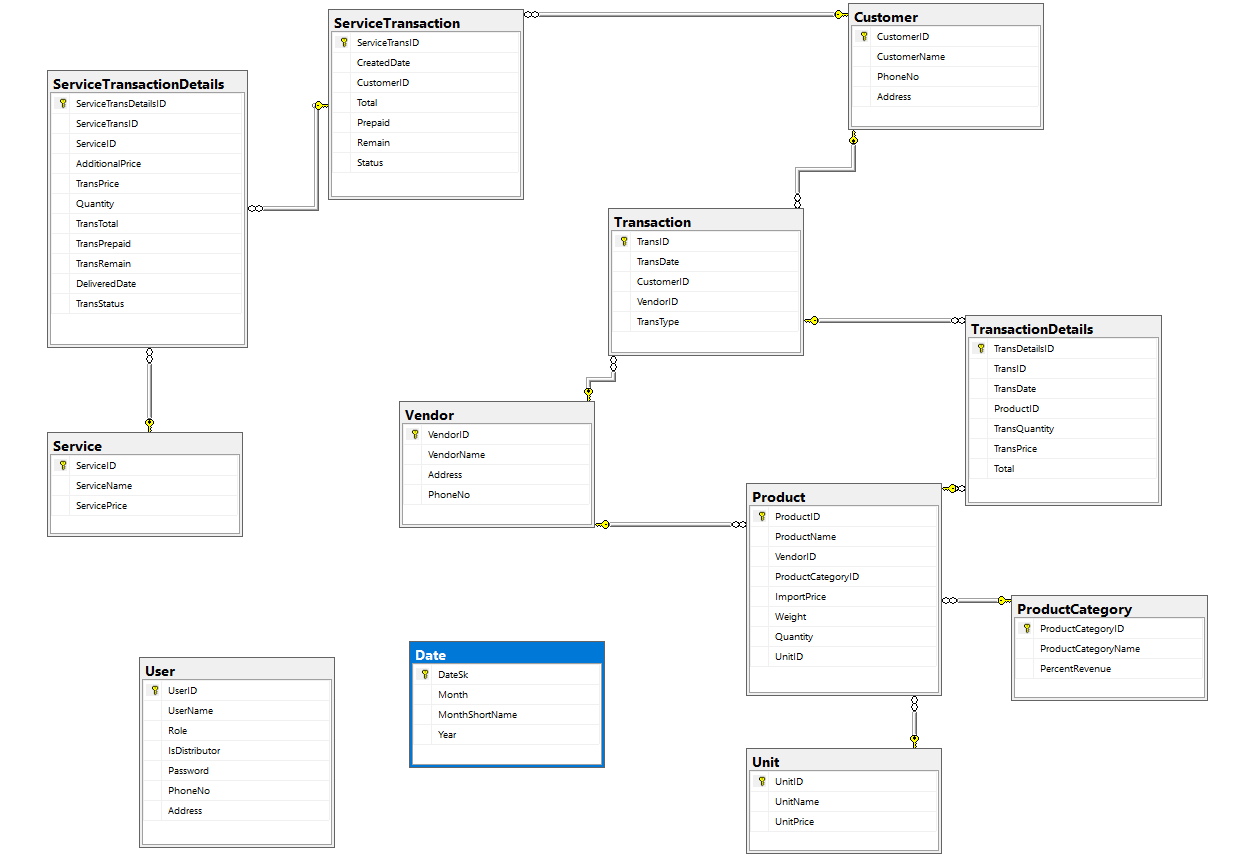 ServiceTransaction
ServiceTransID
CreatedDate
CustomerID
Total
Prepaid
Remain
Status
Customer
CustomerID
CustomerName
PhoneNo
Address
ServiceTransactionDetails
ServiceTransDetailsID
ServiceTransID
ServiceID
AdditionalPrice
TransPrice
Quantity
TransTotal
TransPrepaid
TransRemain
DeliveredDate
TransStatus
Transaction
TransID
TransDate
CustomerID
VendorID
TransType
TransactionDetails
TransDetailsID
TransID
TransDate
ProductID
TransQuantity
TransPrice
Total
Vendor
VendorID
VendorName
Address
PhoneNo
Service
ServiceID
ServiceName
ServicePrice
Product
ProductID
ProductName
VendorID
ProductCategoryID
ImportPrice
Weight
Quantity
UnitID
ProductCategory
ProductCategoryID
ProductCategoryName
PercentRevenue
User
UserID
UserName
Role
IsDistributor
Password
PhoneNo
Address
Date
DateSk
Month
MonthShortName
Year
Unit
UnitID
UnitName
UnitPrice